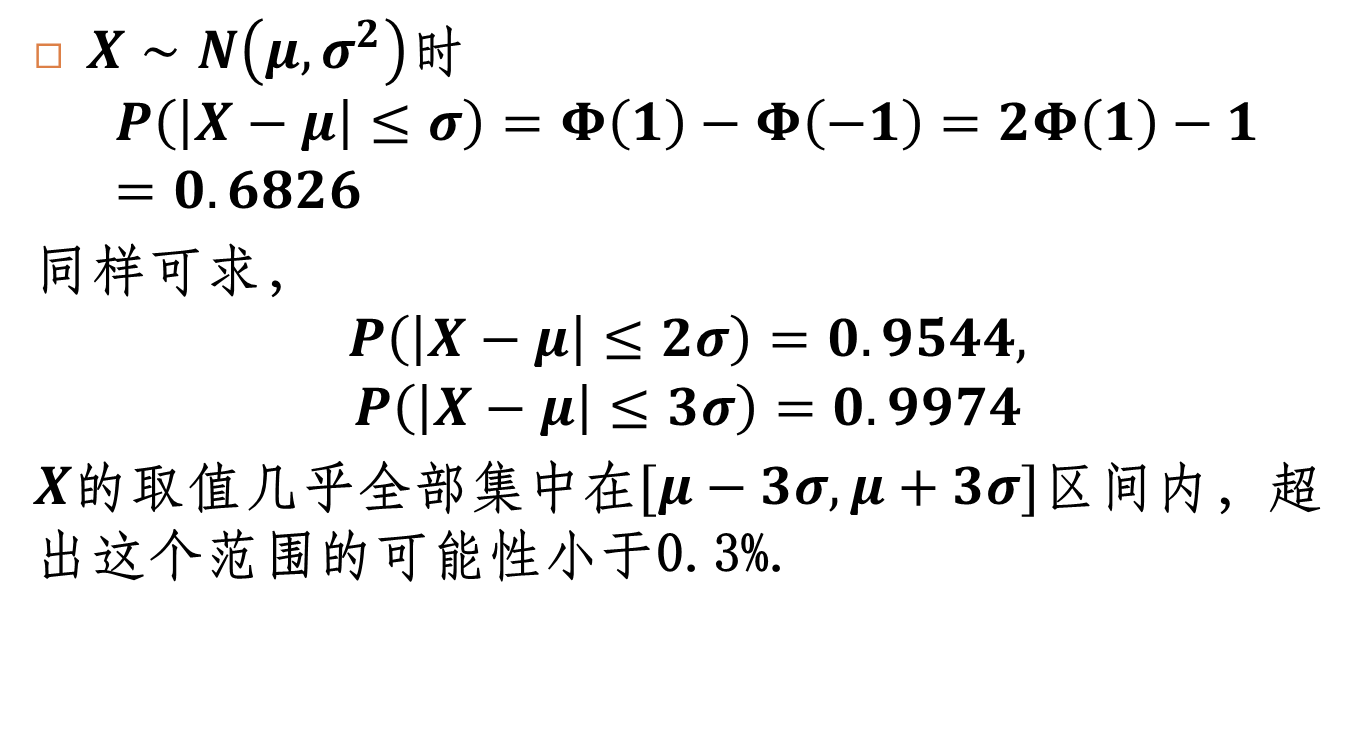 □ X ~ N(μ, σ²)时
P(|X − μ| ≤ σ) = Φ(1) − Φ(−1) = 2Φ(1) − 1
= 0.6826
同样可求，
P(|X − μ| ≤ 2σ) = 0.9544,
P(|X − μ| ≤ 3σ) = 0.9974
X的取值几乎全部集中在[μ − 3σ, μ + 3σ]区间内，超
出这个范围的可能性小于0.3%.